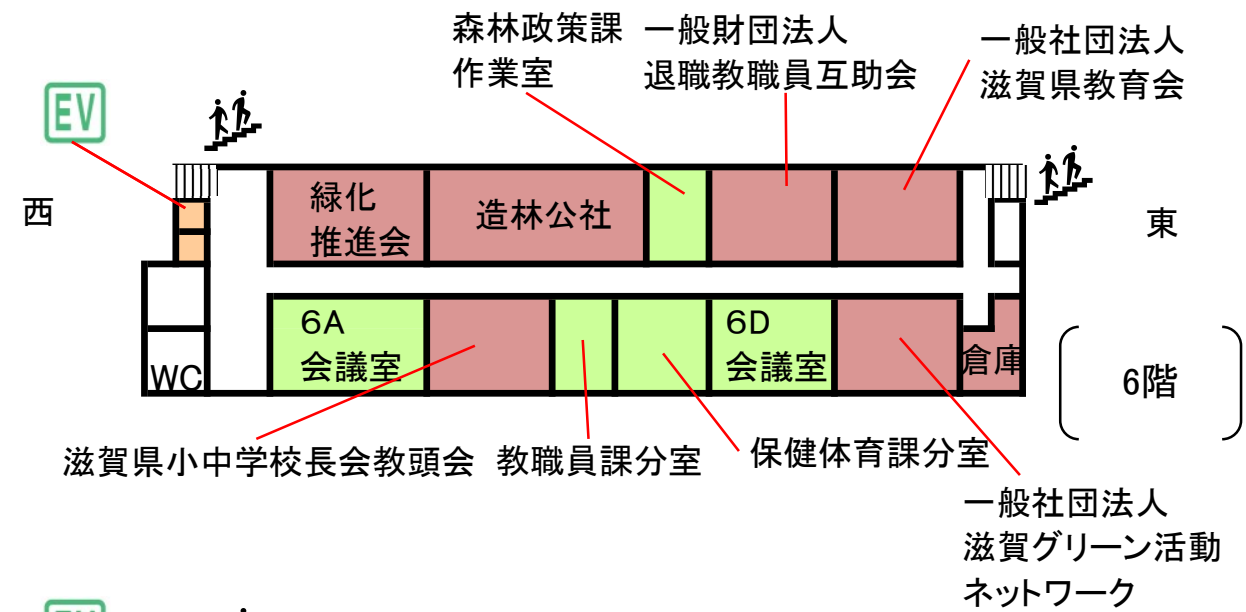 森林政策課
作業室
一般財団法人
退職教職員互助会
一般社団法人
滋賀県教育会
EV
西
緑化
推進会
造林公社
東
6A
会議室
6D
会議室
倉庫
WC
6階
滋賀県小中学校長会教頭会
教職員課分室
保健体育課分室
一般社団法人
滋賀グリーン活動
ネットワーク